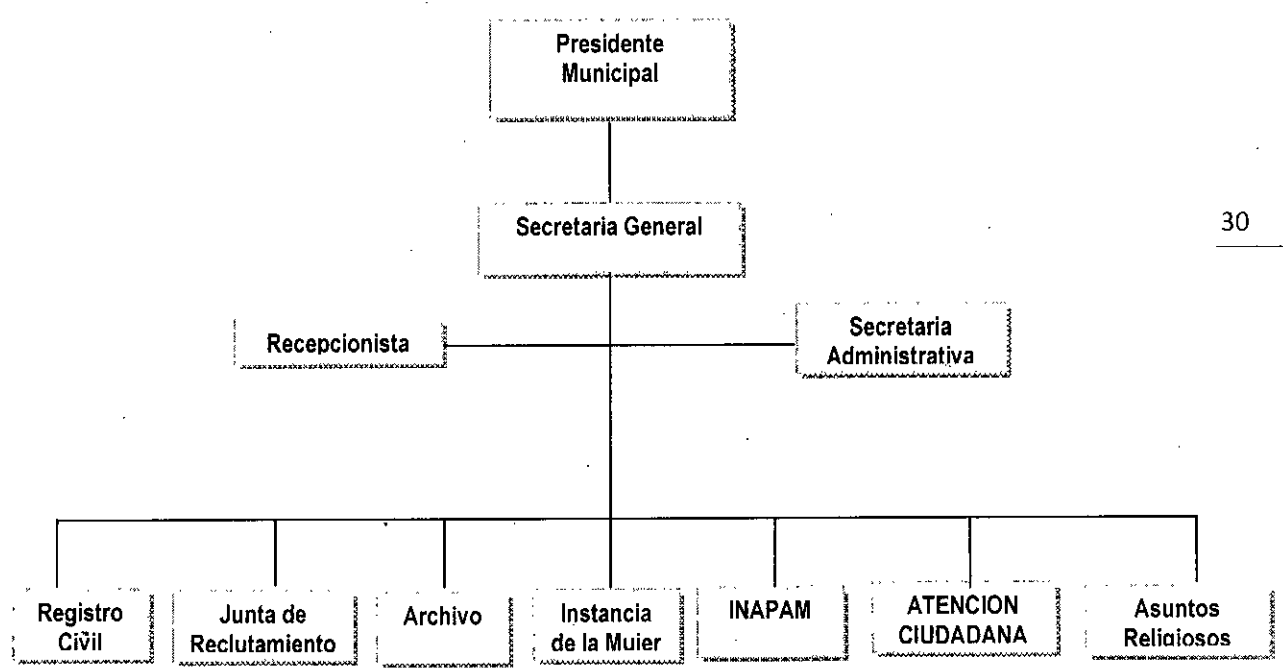 Presidente
Municipal
Secretaria General
30
Recepcionista
Secretaria
Administrativa
Registro
Civil
Junta de
Reclutamiento
Archivo
Instancia
de la Mujer
INAPAM
ATENCION
CIUDADANA
Asuntos
Religiosos